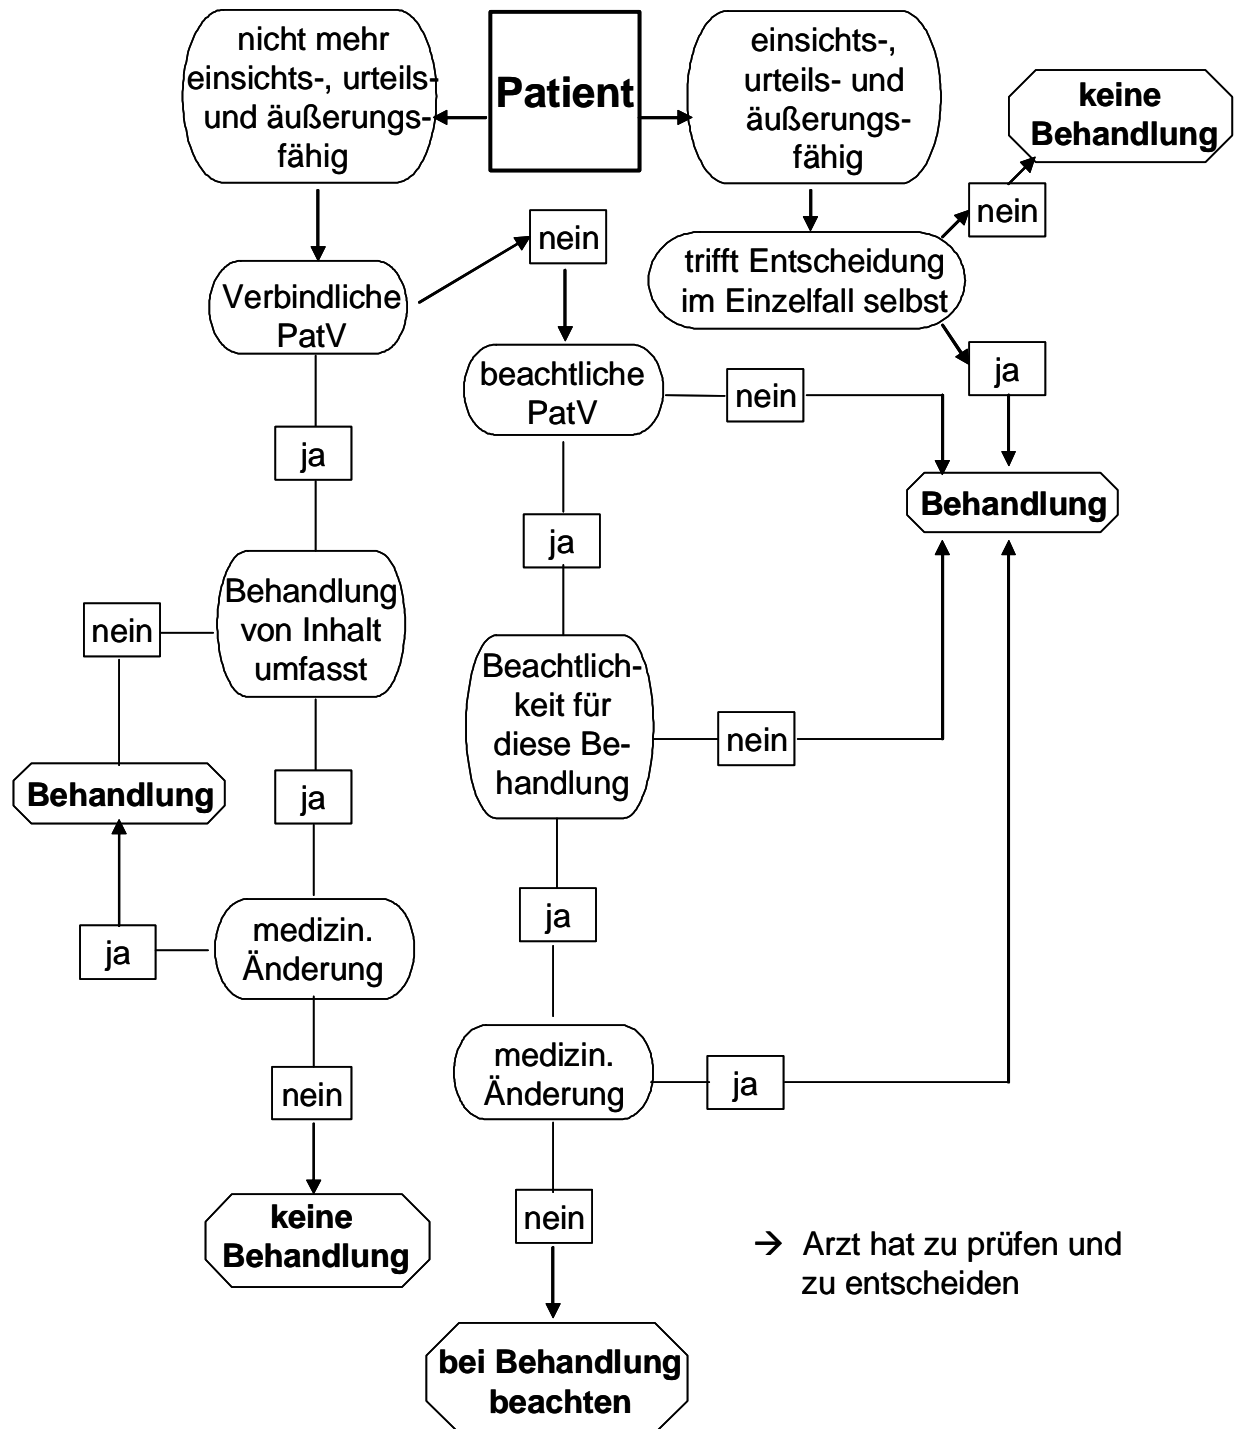 nicht mehr
einsichts-, urteils-
und äußerungs-
fähig
Patient
einsichts-,
urteils- und
äußerungs-
fähig
keine
Behandlung
nein
trifft Entscheidung
im Einzelfall selbst
ja
nein
Verbindliche
PatV
beachtliche
PatV
nein
ja
Behandlung
ja
Behandlung
von Inhalt
umfasst
nein
Beachtlich-
keit für
diese Be-
handlung
nein
Behandlung
ja
ja
medizin.
Änderung
ja
medizin.
Änderung
ja
nein
keine
Behandlung
nein
bei Behandlung
beachten
→ Arzt hat zu prüfen und
zu entscheiden
ja